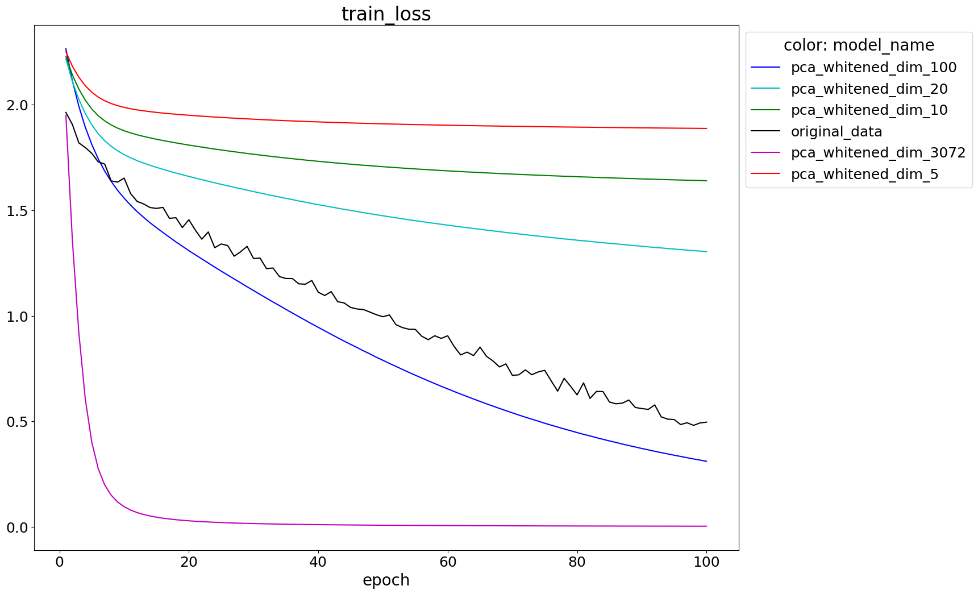 train_loss
color: model_name
pca_whitened_dim_100
pca_whitened_dim_20
pca_whitened_dim_10
original_data
pca_whitened_dim_3072
pca_whitened_dim_5
2.0
1.5
1.0
0.5
0.0
0 20 40 60 80 100
epoch